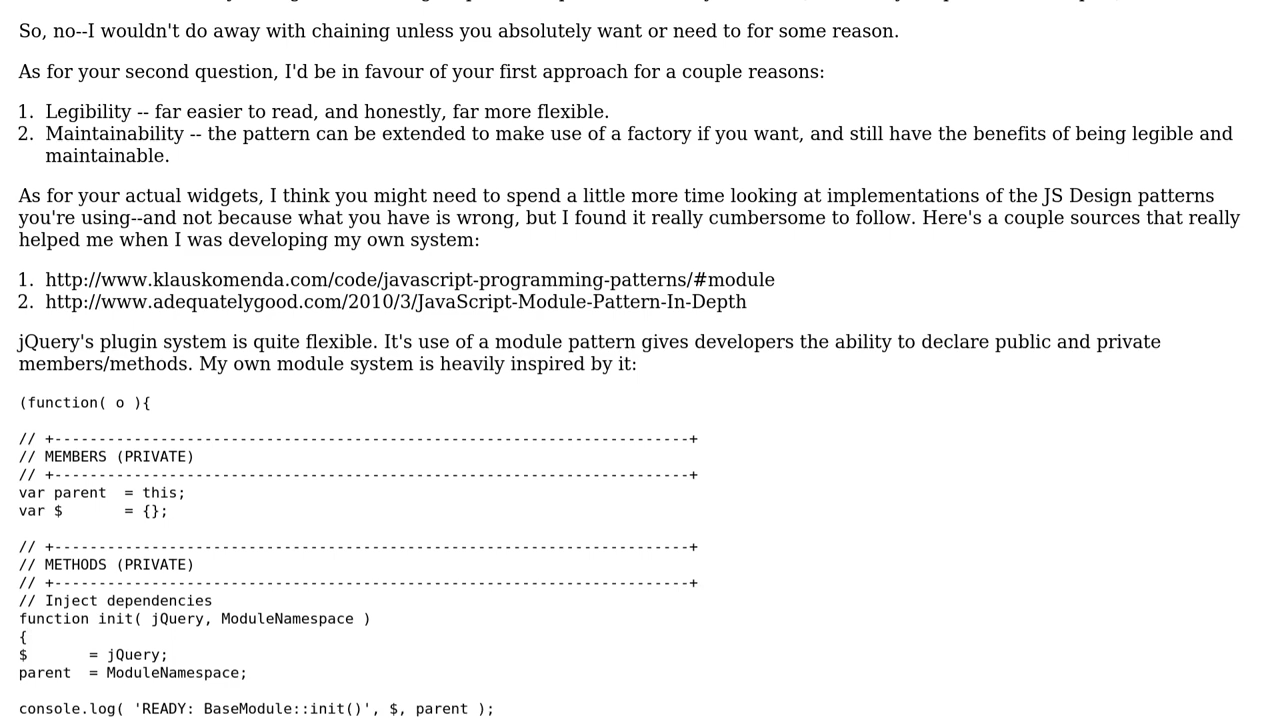 So, no--I wouldn't do away with chaining unless you absolutely want or need to for some reason.
As for your second question, I'd be in favour of your first approach for a couple reasons:
1. Legibility -- far easier to read, and honestly, far more flexible.
2. Maintainability -- the pattern can be extended to make use of a factory if you want, and still have the benefits of being legible and
maintainable.
As for your actual widgets, I think you might need to spend a little more time looking at implementations of the JS Design patterns
you're using--and not because what you have is wrong, but I found it really cumbersome to follow. Here's a couple sources that really
helped me when I was developing my own system:
1. http://www.klauskomenda.com/code/javascript-programming-patterns/#module
2. http://www.adequatelygood.com/2010/3/JavaScript-Module-Pattern-In-Depth
jQuery's plugin system is quite flexible. It's use of a module pattern gives developers the ability to declare public and private
members/methods. My own module system is heavily inspired by it:
(function( o ){
// +------------------------------------------------------------------------+
// MEMBERS (PRIVATE)
// +------------------------------------------------------------------------+
var parent  = this;
var $       = {};
// +------------------------------------------------------------------------+
// METHODS (PRIVATE)
// +------------------------------------------------------------------------+
// Inject dependencies
function init( jQuery, ModuleNamespace )
{
$       = jQuery;
parent  = ModuleNamespace;
console.log( 'READY: BaseModule::init()', $, parent );